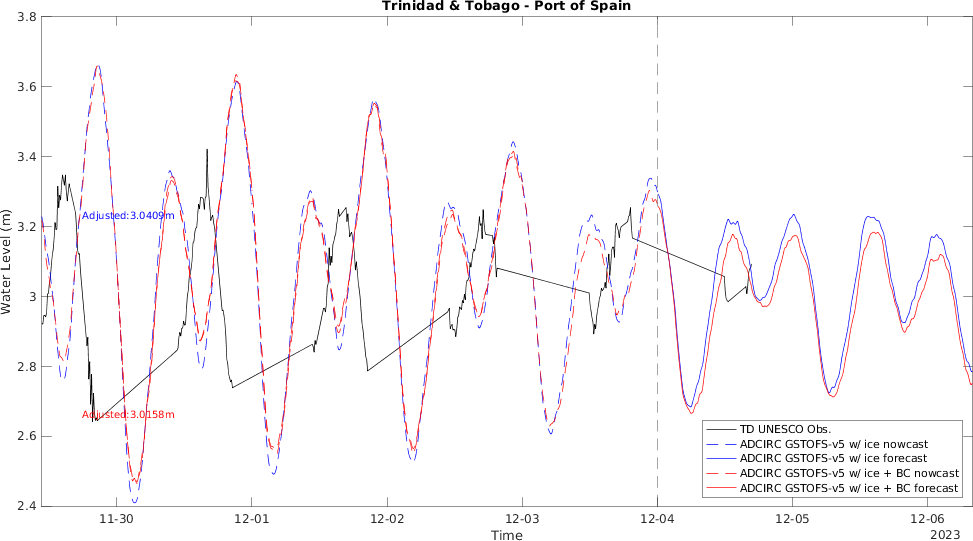 Trinidad & Tobago - Port of Spain
3.8
3.6
3.4
3.2
3
2.8
2.6
2.4
Water Level (m)
Adjusted:3.0409m
Adjusted:3.0158m
TD UNESCO Obs.
ADCIRC GSTOFS-v5 w/ ice nowcast
ADCIRC GSTOFS-v5 w/ ice forecast
ADCIRC GSTOFS-v5 w/ ice + BC nowcast
ADCIRC GSTOFS-v5 w/ ice + BC forecast
11-30
12-01
12-02
12-03
12-04
12-05
12-06
Time
2023